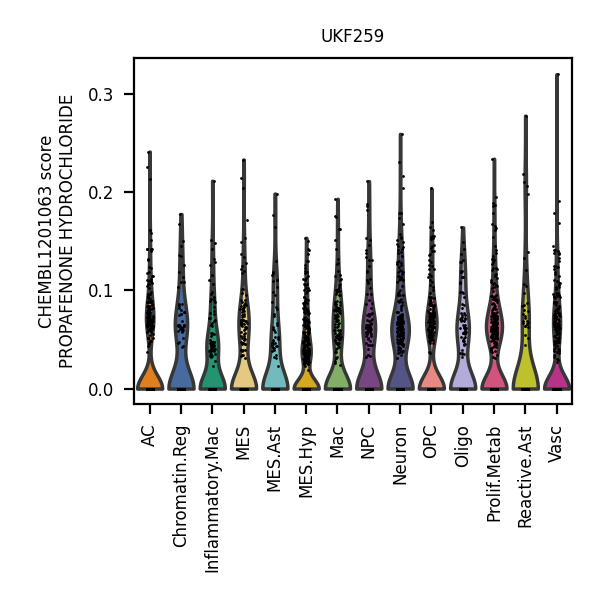 UKF259
CHEMBL1201063 score
PROPAFENONE HYDROCHLORIDE
0.3
0.2
0.1
0.0
AC
Chromatin.Reg
Inflammatory.Mac
MES
MES.Ast
MES.Hyp
Mac
NPC
Neuron
OPC
Oligo
Prolif.Metab
Reactive.Ast
Vasc